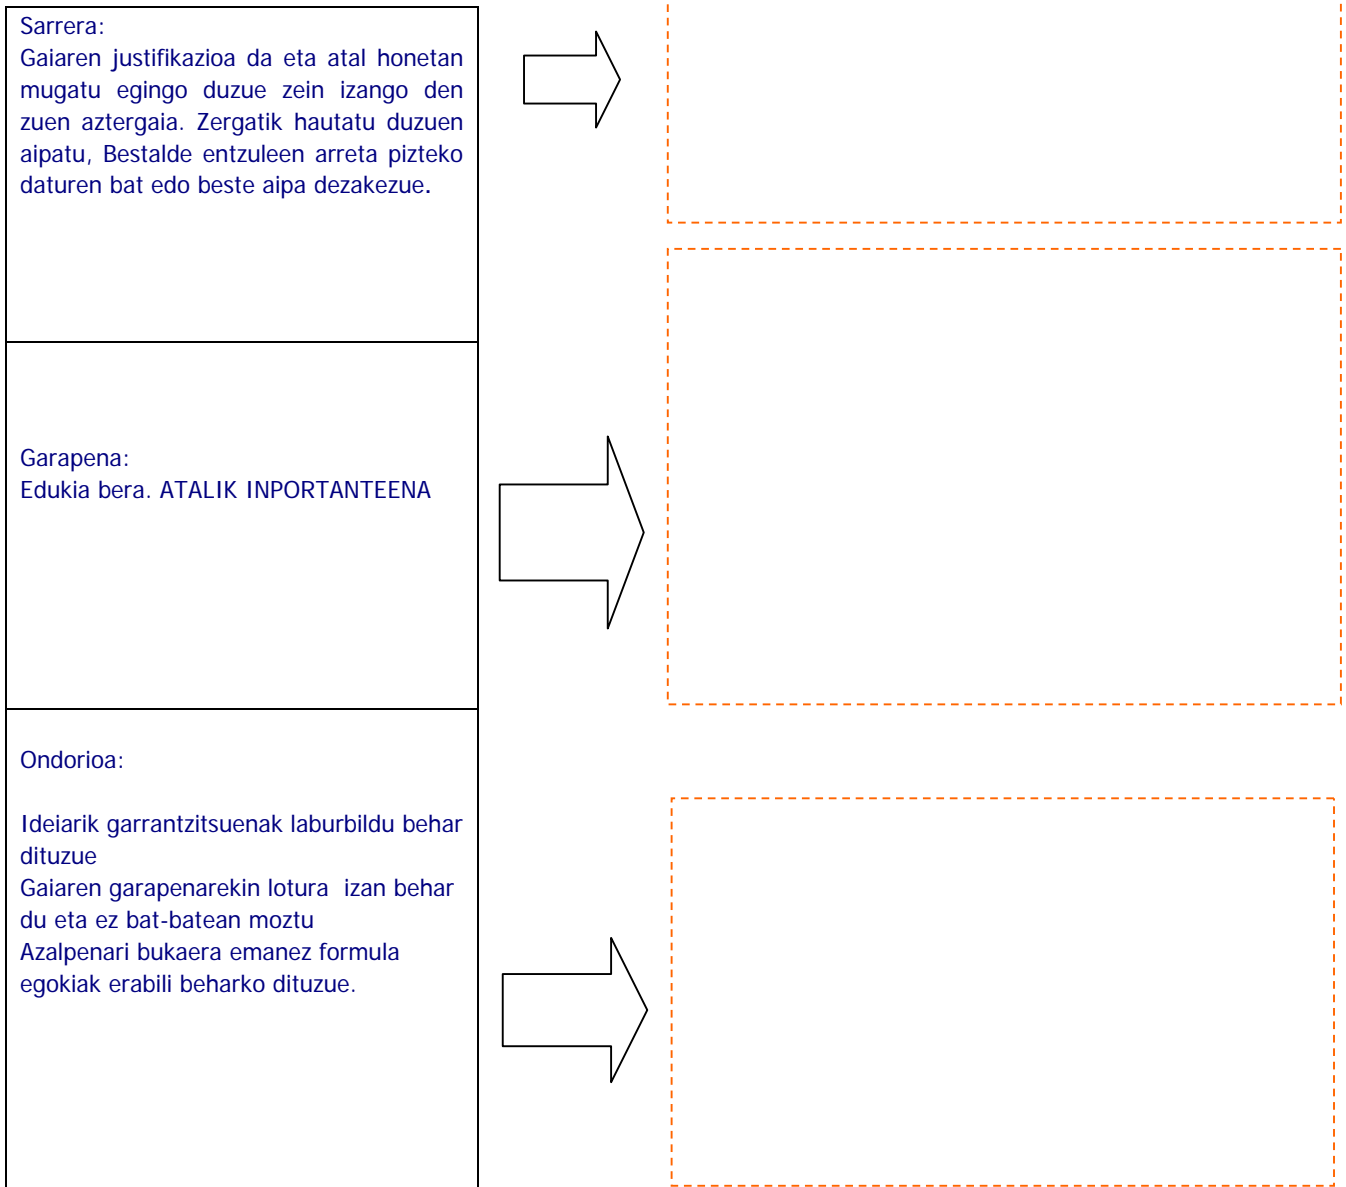 Sarrera:
Gaiaren justifikazioa da eta atal honetan
mugatu egingo duzue zein izango den
zuen aztergaia. Zergatik hautatu duzuen
aipatu, Bestalde entzuleen arreta pizteko
daturen bat edo beste aipa dezakezue.
Garapena:
Edukia bera. ATALIK INPORTANTEENA
Ondorioa:
Ideiarik garrantzitsuenak laburbildu behar
dituzue
Gaiaren garapenarekin lotura izan behar
du eta ez bat-batean moztu
Azalpenari bukaera emanez formula
egokiak erabili beharko dituzue.